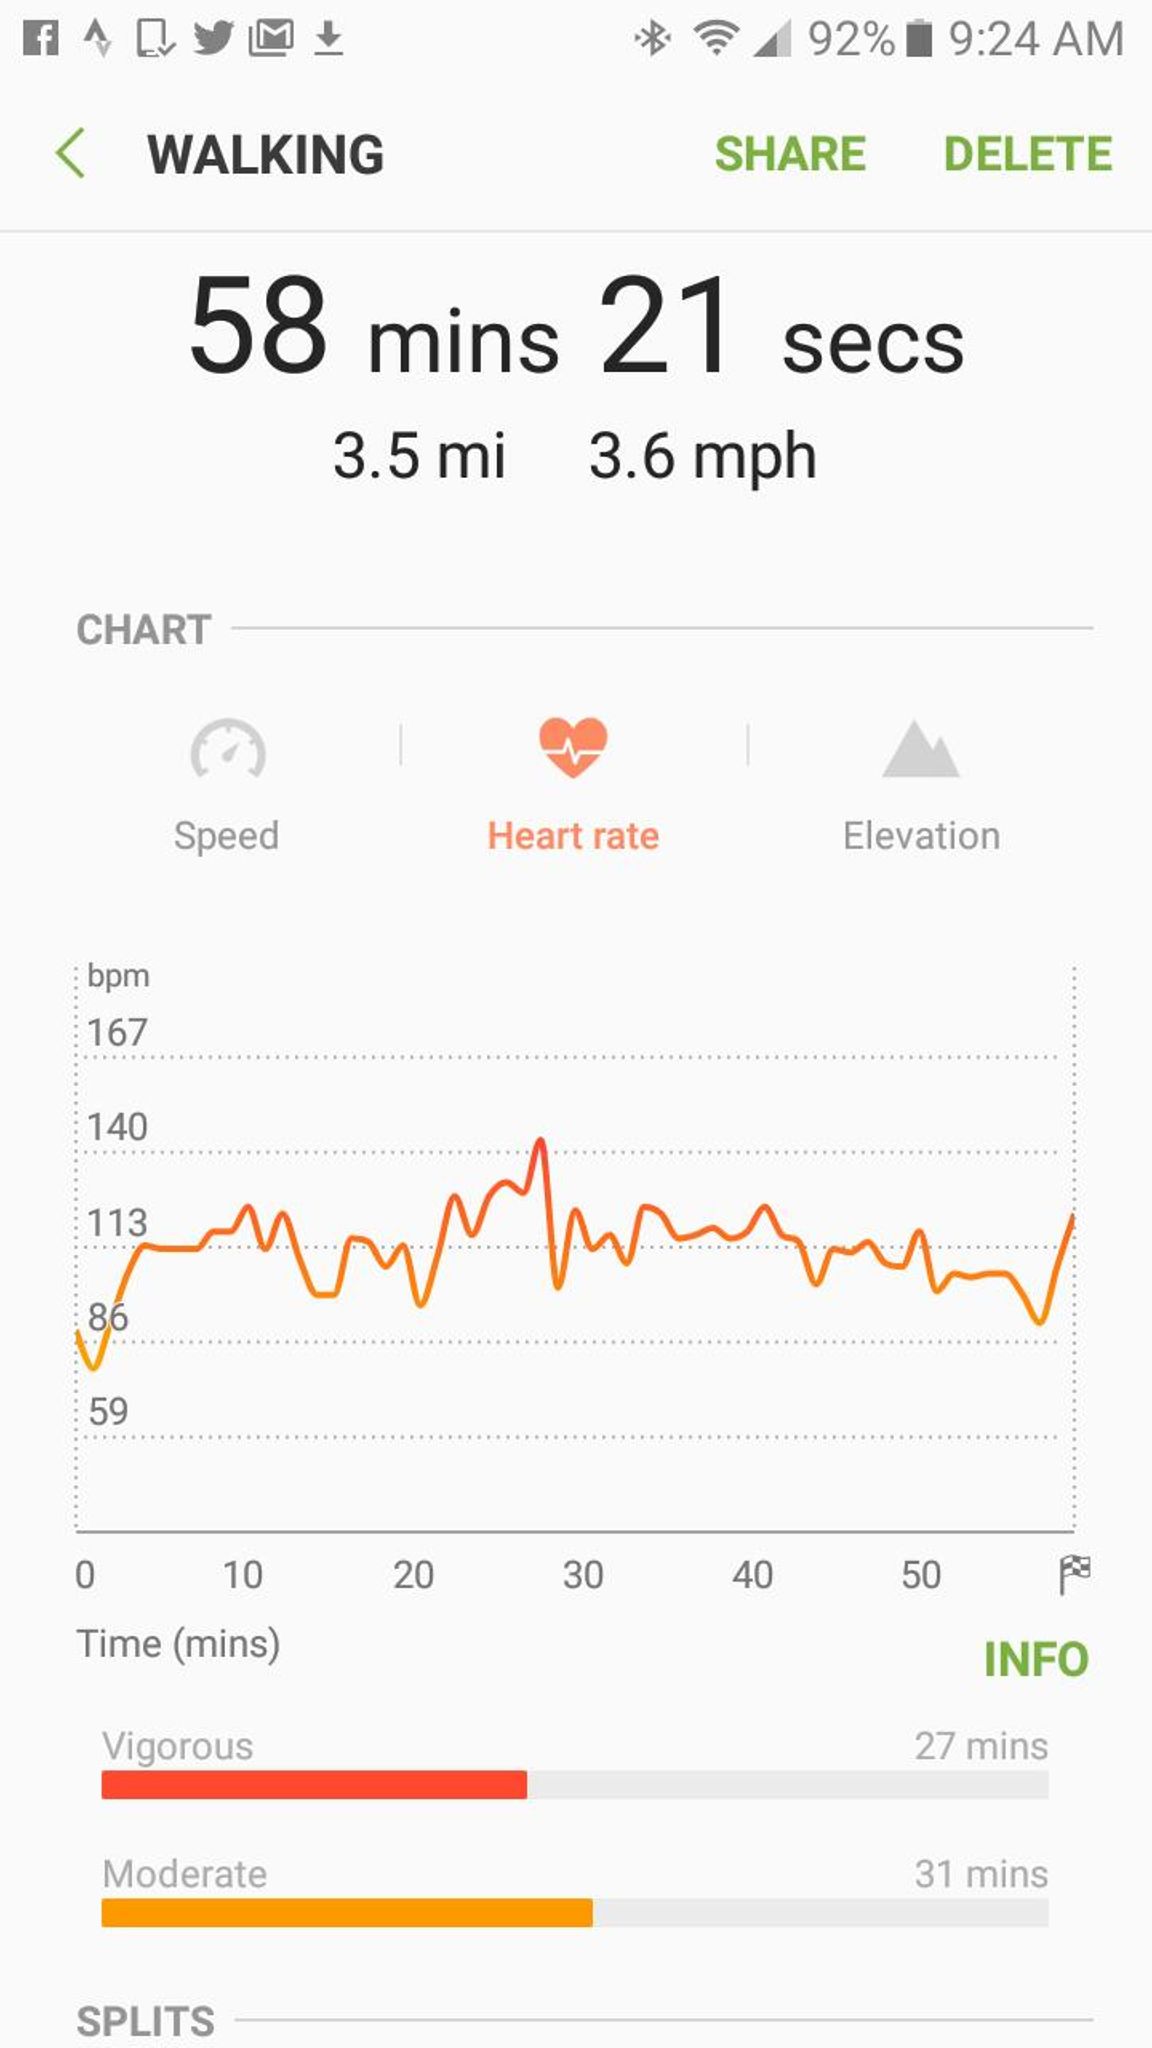 92% 9:24 AM
WALKING SHARE DELETE
58 mins 21 secs
3.5 mi 3.6 mph
CHART
Speed Heart rate Elevation
bpm
167
140
113
86
59
0 10 20 30 40 50
Time (mins)
INFO
Vigorous 27 mins
Moderate 31 mins
SPLITS